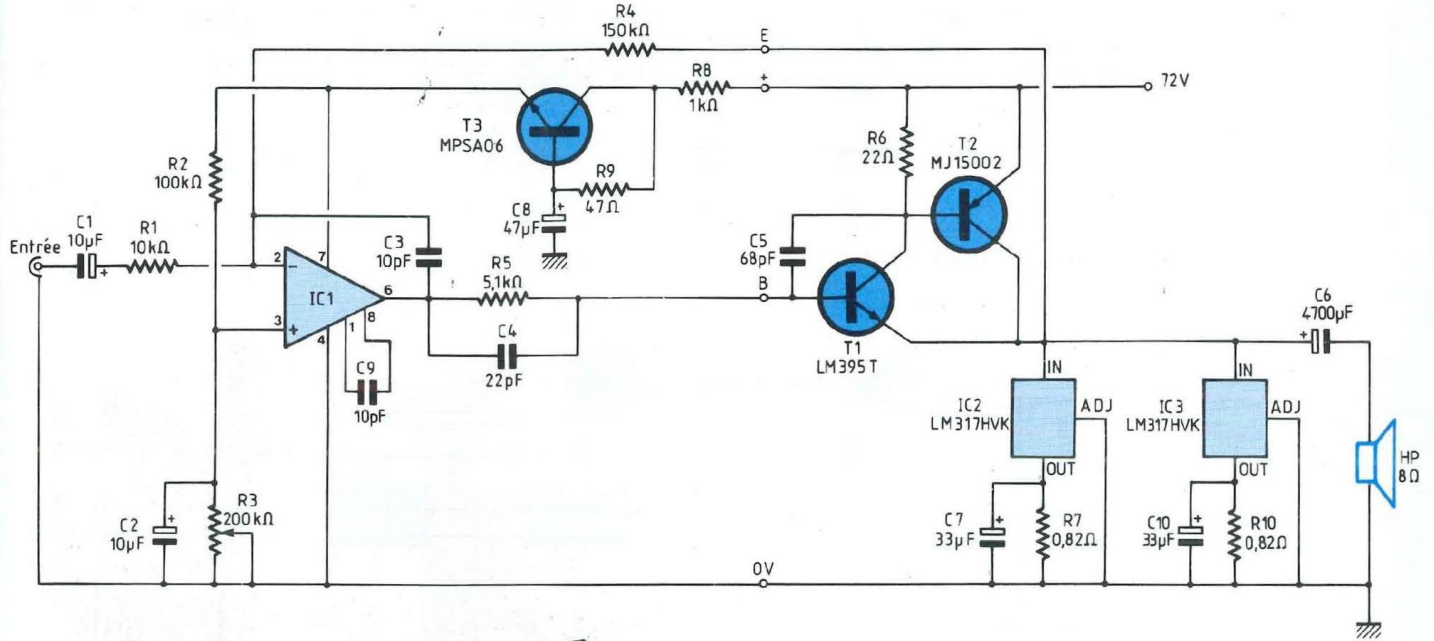 R4
150kΩ
E
R8
1kΩ
+
72V
T3
MPSA06
R2
100kΩ
R9
47Ω
C8
47µF
+
R6
22Ω
T2
MJ15002
Entrée
C1
10µF
+
R1
10kΩ
2
−
7
IC1
6
3
+
4
1
8
C3
10pF
R5
5,1kΩ
C4
22pF
C9
10pF
B
C5
68pF
T1
LM395T
C6
4700µF
+
IN
IC2
LM317HVK
ADJ
OUT
IN
IC3
LM317HVK
ADJ
OUT
HP
8Ω
C2
10µF
+
R3
200kΩ
C7
33µF
+
R7
0,82Ω
C10
33µF
+
R10
0,82Ω
0V